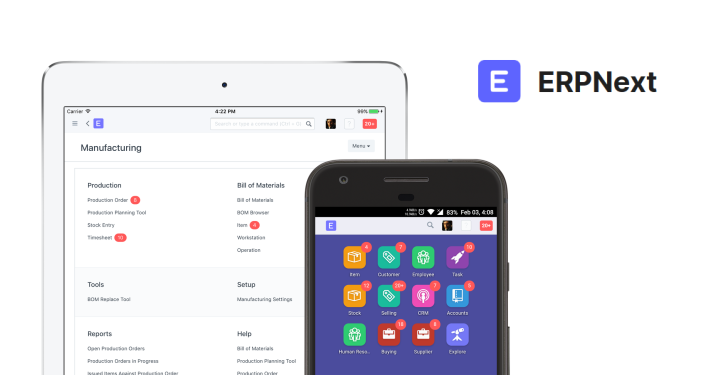 E ERPNext
Carrier 4:22 PM 99%
E Search or type a command (Ctrl + G) 20+
Manufacturing Menu
Production Bill of Materials
Production Order 6 Bill of Materials
Production Planning Tool BOM Browser
Stock Entry Item 4
Timesheet 10 Workstation
Operation
Tools Setup
BOM Replace Tool Manufacturing Settings
Reports Help
Open Production Orders Bill of Materials
Production Orders in Progress Production Planning Tool
Issued Items Against Production Order Production Order
83% Feb 03, 4:08
E 20+
4 7 10
Item Customer Employee Task
12 20+ 7 5
Stock Selling CRM Accounts
18 8
Human Reso... Buying Supplier Explore